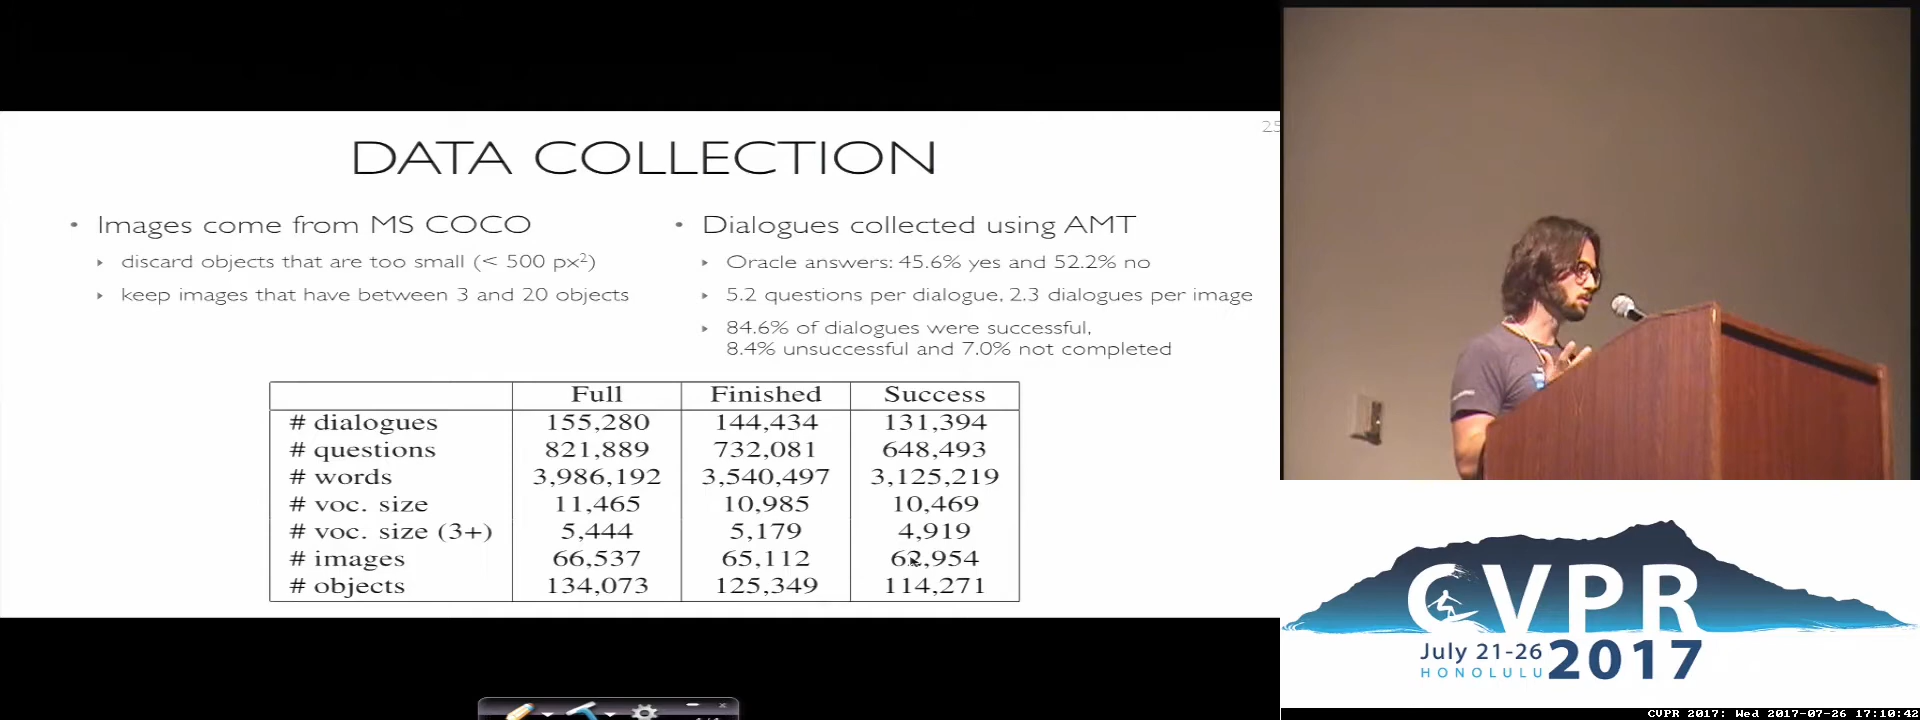 25
DATA COLLECTION
• Images come from MS COCO
▸ discard objects that are too small (< 500 px²)
▸ keep images that have between 3 and 20 objects
• Dialogues collected using AMT
▸ Oracle answers: 45.6% yes and 52.2% no
▸ 5.2 questions per dialogue, 2.3 dialogues per image
▸ 84.6% of dialogues were successful,
8.4% unsuccessful and 7.0% not completed
Full Finished Success
# dialogues 155,280 144,434 131,394
# questions 821,889 732,081 648,493
# words 3,986,192 3,540,497 3,125,219
# voc. size 11,465 10,985 10,469
# voc. size (3+) 5,444 5,179 4,919
# images 66,537 65,112 62,954
# objects 134,073 125,349 114,271
CVPR
July 21-26
HONOLULU
2017
CVPR 2017: Wed 2017-07-26 17:10:42